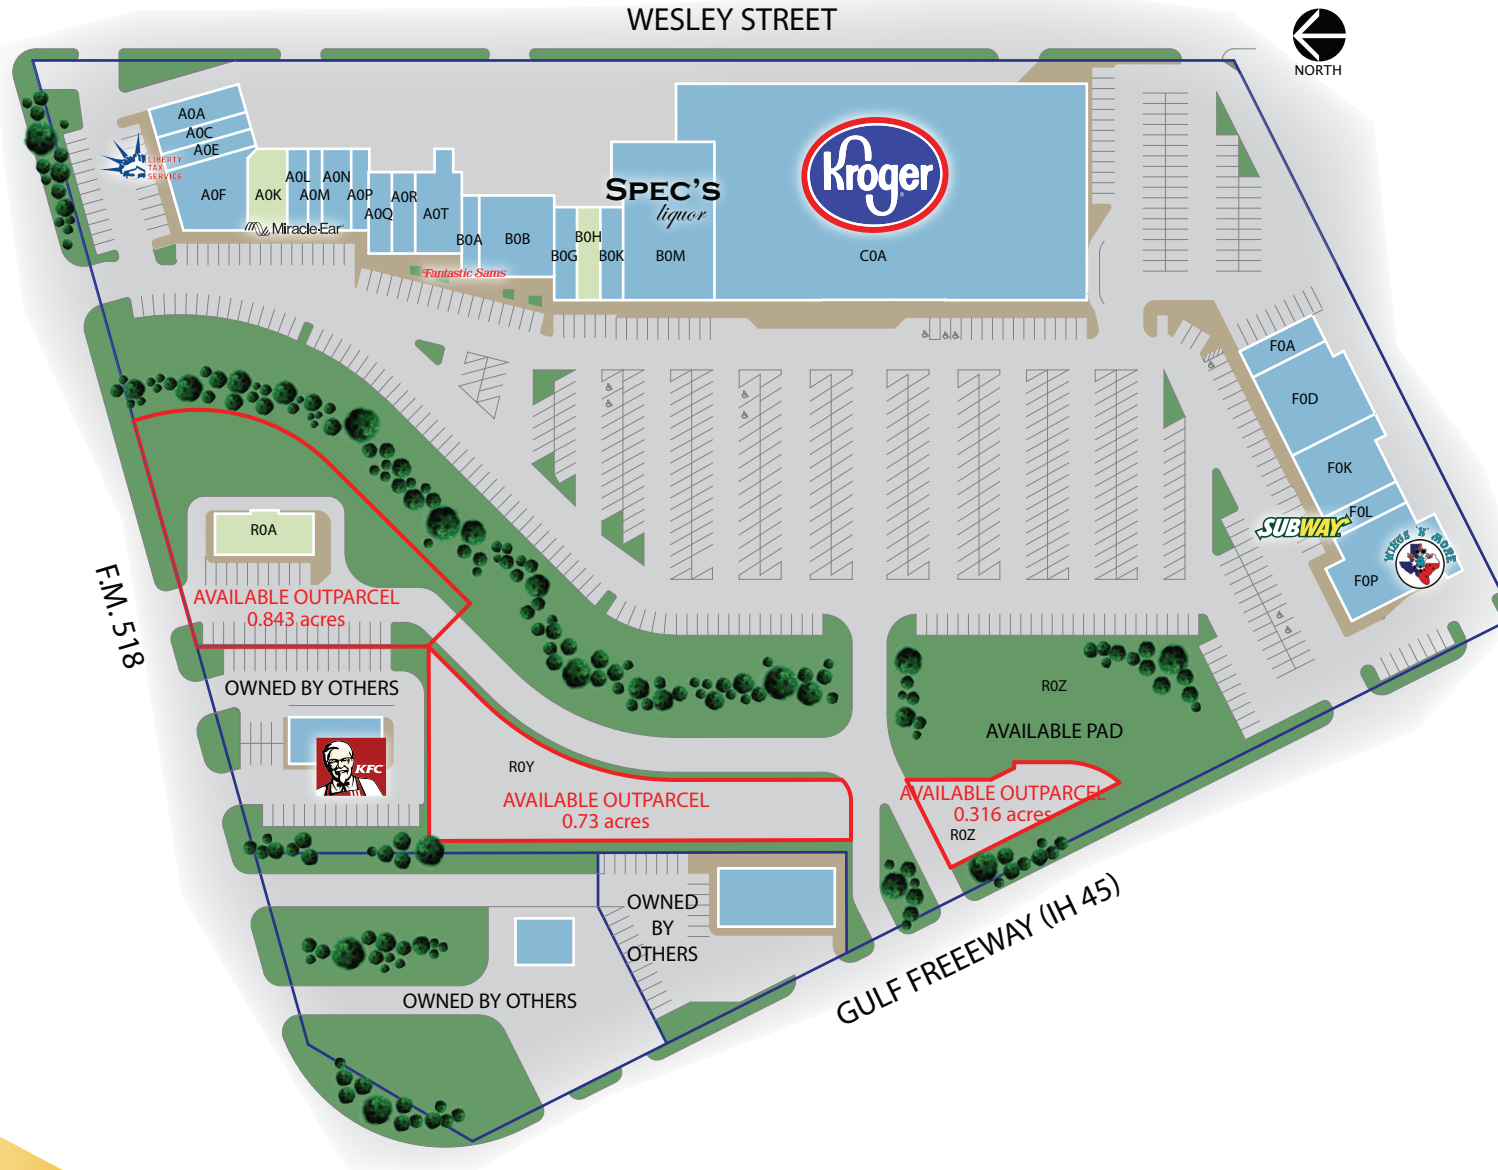 WESLEY STREET
NORTH
A0A
A0C
A0E
LIBERTY
TAX
SERVICE
A0F
A0K
A0L
A0M
A0N
A0P
A0Q
A0R
A0T
Miracle-Ear
B0A
B0B
Fantastic Sams
B0G
B0H
B0K
SPEC'S
liquor
B0M
Kroger
C0A
F0A
F0D
F0K
F0L
SUBWAY
F0P
WINGS 'N' MORE
R0A
AVAILABLE OUTPARCEL
0.843 acres
F.M. 518
OWNED BY OTHERS
KFC
R0Y
AVAILABLE OUTPARCEL
0.73 acres
R0Z
AVAILABLE PAD
AVAILABLE OUTPARCEL
0.316 acres
R0Z
OWNED
BY
OTHERS
OWNED BY OTHERS
GULF FREEEWAY (IH 45)